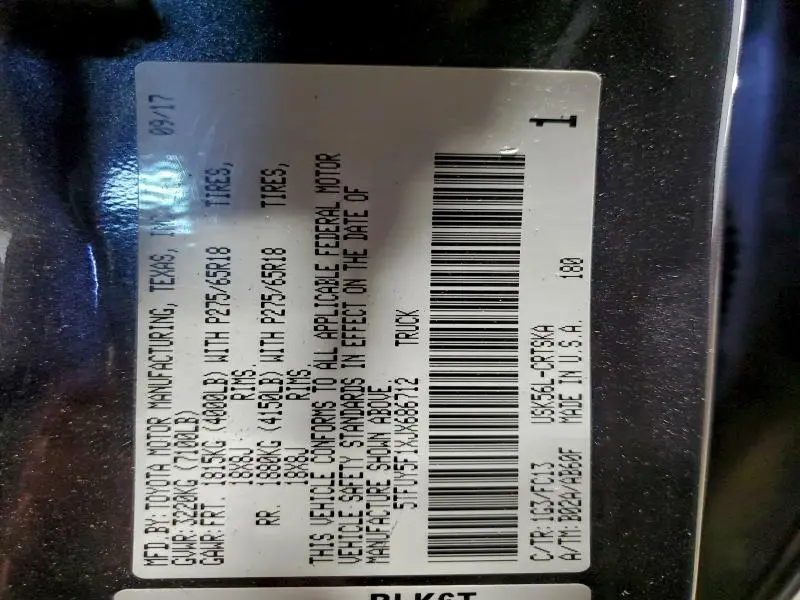 MFD.BY:TOYOTA MOTOR MANUFACTURING, TEXAS, 09/17
GVWR:3220KG (7100LB)
GAWR:FRT. 1815KG (4000LB) WITH P275/65R18 TIRES,
18X8J RIMS.
RR. 1880KG (4150LB) WITH P275/65R18 TIRES,
18X8J RIMS.
THIS VEHICLE CONFORMS TO ALL APPLICABLE FEDERAL MOTOR
VEHICLE SAFETY STANDARDS IN EFFECT ON THE DATE OF
MANUFACTURE SHOWN ABOVE.
5TFUY5F1XJX686712 TRUCK
C/TR:1G3/FC13 USK56L-CRTSKA
A/TM:B02A/AB60F MADE IN U.S.A. 180 1